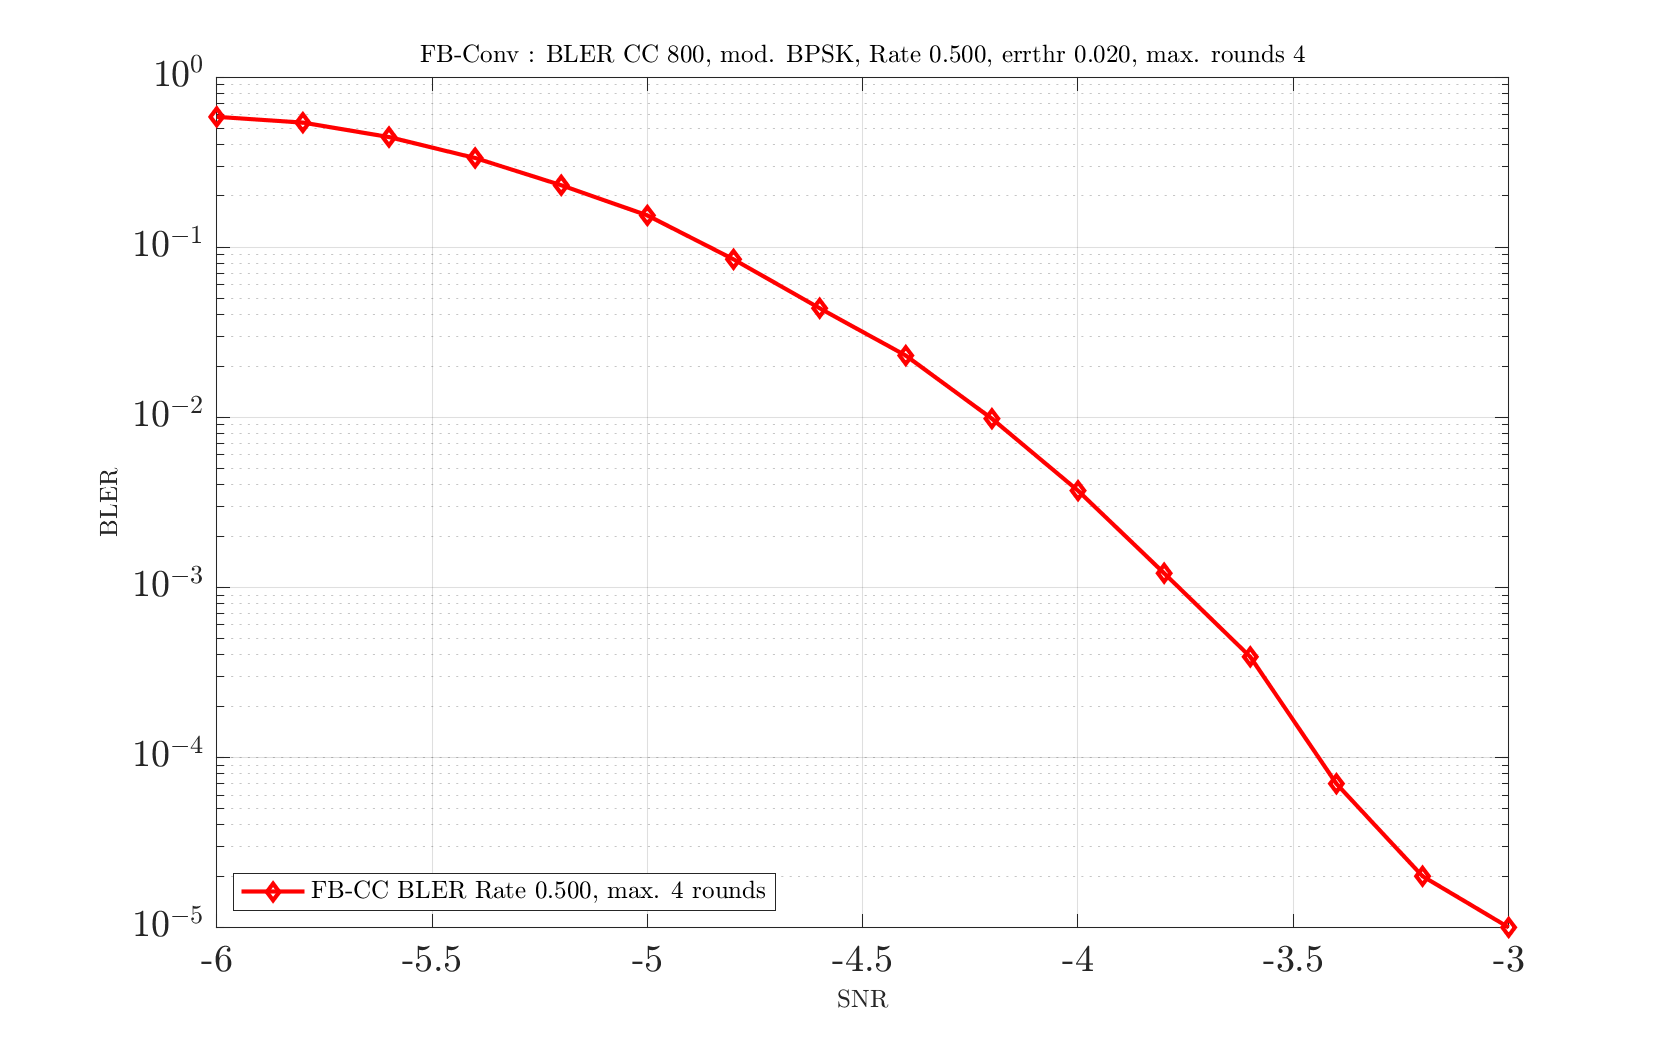 FB-Conv : BLER CC 800, mod. BPSK, Rate 0.500, errthr 0.020, max. rounds 4
10^0
10^-1
10^-2
10^-3
10^-4
10^-5
BLER
FB-CC BLER Rate 0.500, max. 4 rounds
-6 -5.5 -5 -4.5 -4 -3.5 -3
SNR